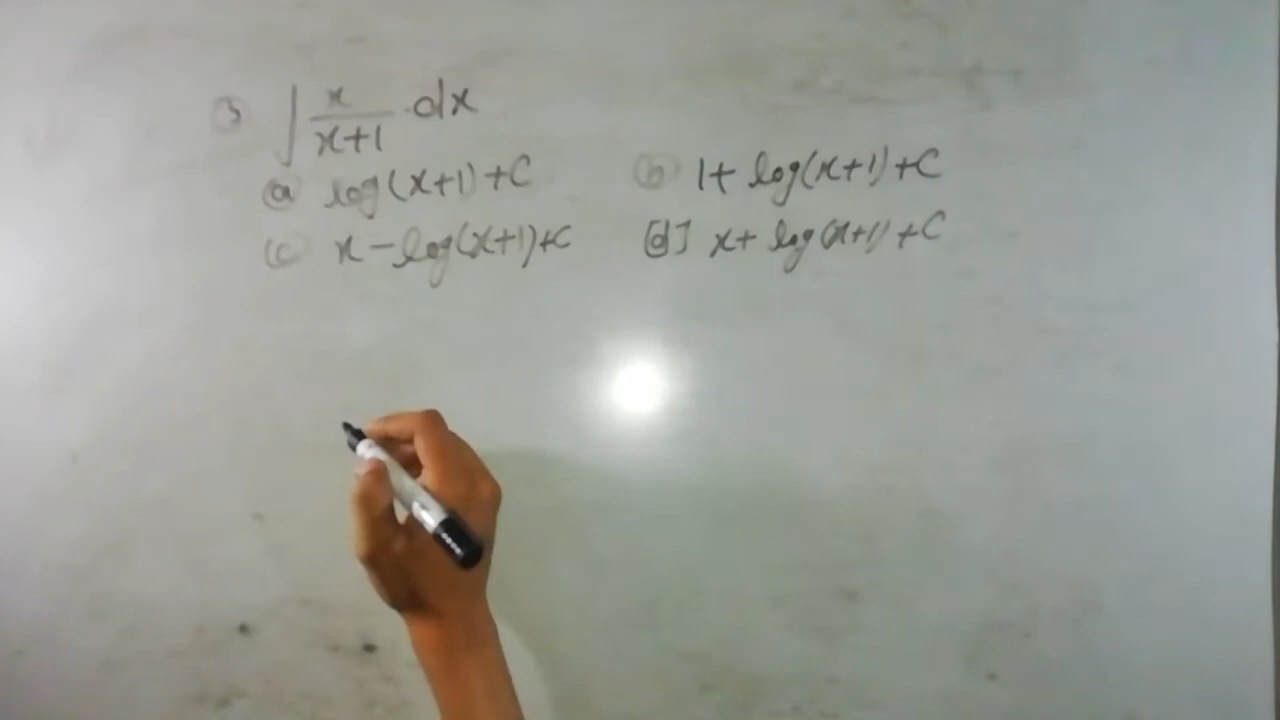 3 ∫ x/(x+1) · dx
(a) log(x+1)+C (b) 1+ log(x+1)+C
(c) x-log(x+1)+C [d] x+ log(x+1)+C